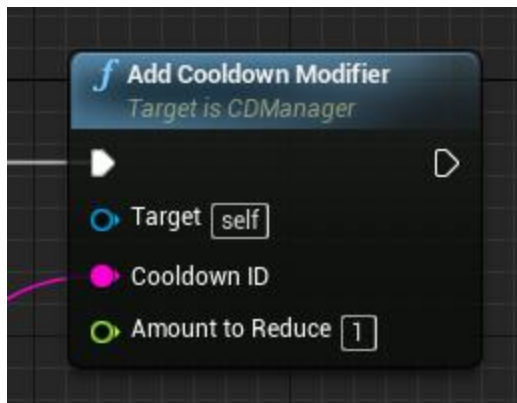 f Add Cooldown Modifier
Target is CDManager
Target self
Cooldown ID
Amount to Reduce 1